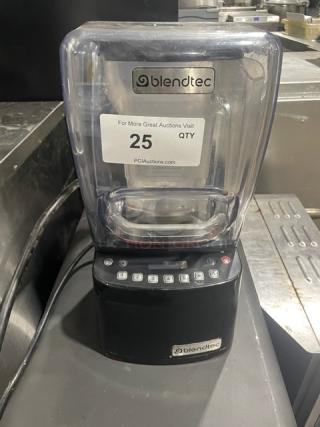 blendtec
For More Great Auctions Visit:
25 QTY
PCIAuctions.com
blendtec